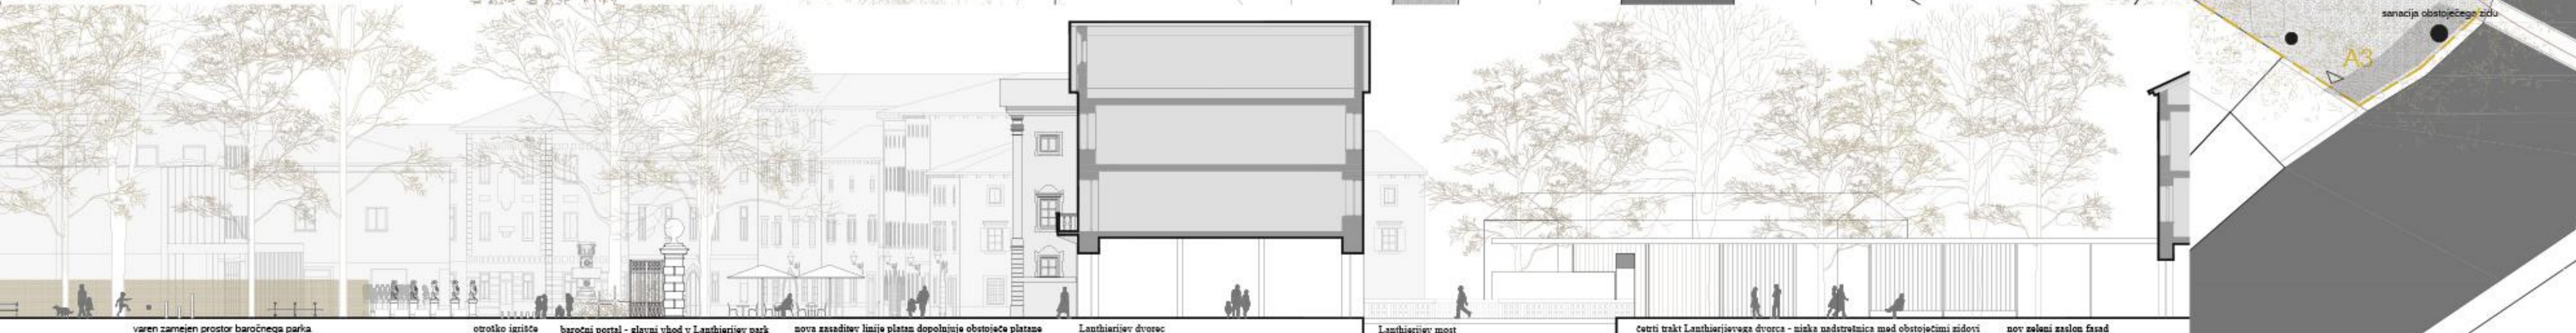 sanacija obstoječega zidu
A3
varen zamejen prostor baročnega parka
otroško igrišče
baročni portal - glavni vhod v Lanthierijev park
nova zasaditev linije platan dopolnjuje obstoječe platane
Lanthierijev dvorec
Lanthierijev most
četrti trakt Lanthierijevega dvorca - nizka nadstrešnica med obstoječimi zidovi
nov zeleni zaslon fasad